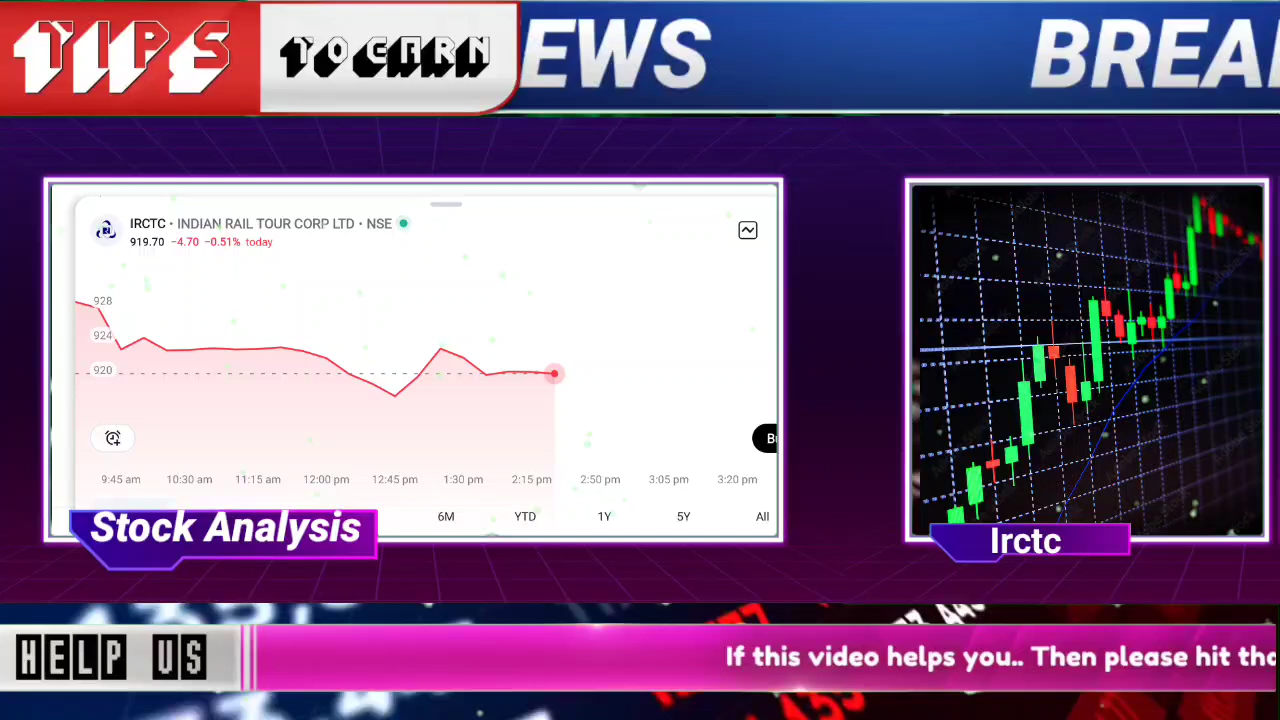 TIPS
TO EARN
EWS
BREA
IRCTC • INDIAN RAIL TOUR CORP LTD • NSE
919.70 −4.70 −0.51% today
928
924
920
9:45 am 10:30 am 11:15 am 12:00 pm 12:45 pm 1:30 pm 2:15 pm 2:50 pm 3:05 pm 3:20 pm
6M YTD 1Y 5Y All
Stock Analysis
Irctc
HELP US
If this video helps you.. Then please hit tha